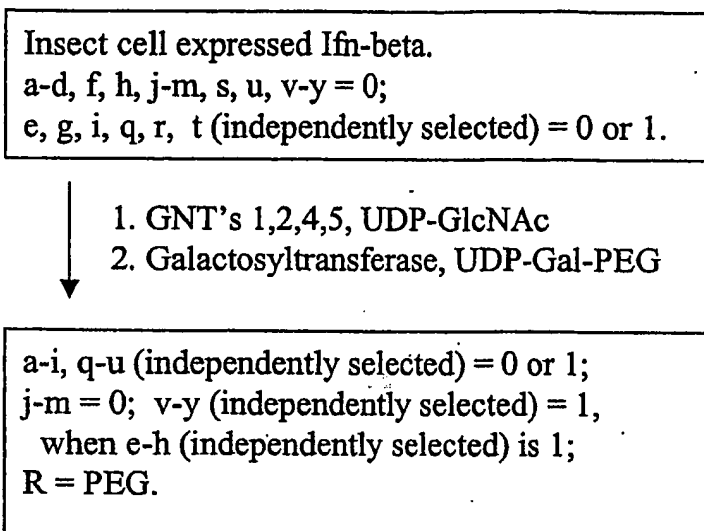 Insect cell expressed Ifn-beta.
a-d, f, h, j-m, s, u, v-y = 0;
e, g, i, q, r, t (independently selected) = 0 or 1.
1. GNT's 1,2,4,5, UDP-GlcNAc
2. Galactosyltransferase, UDP-Gal-PEG
a-i, q-u (independently selected) = 0 or 1;
j-m = 0; v-y (independently selected) = 1,
when e-h (independently selected) is 1;
R = PEG.